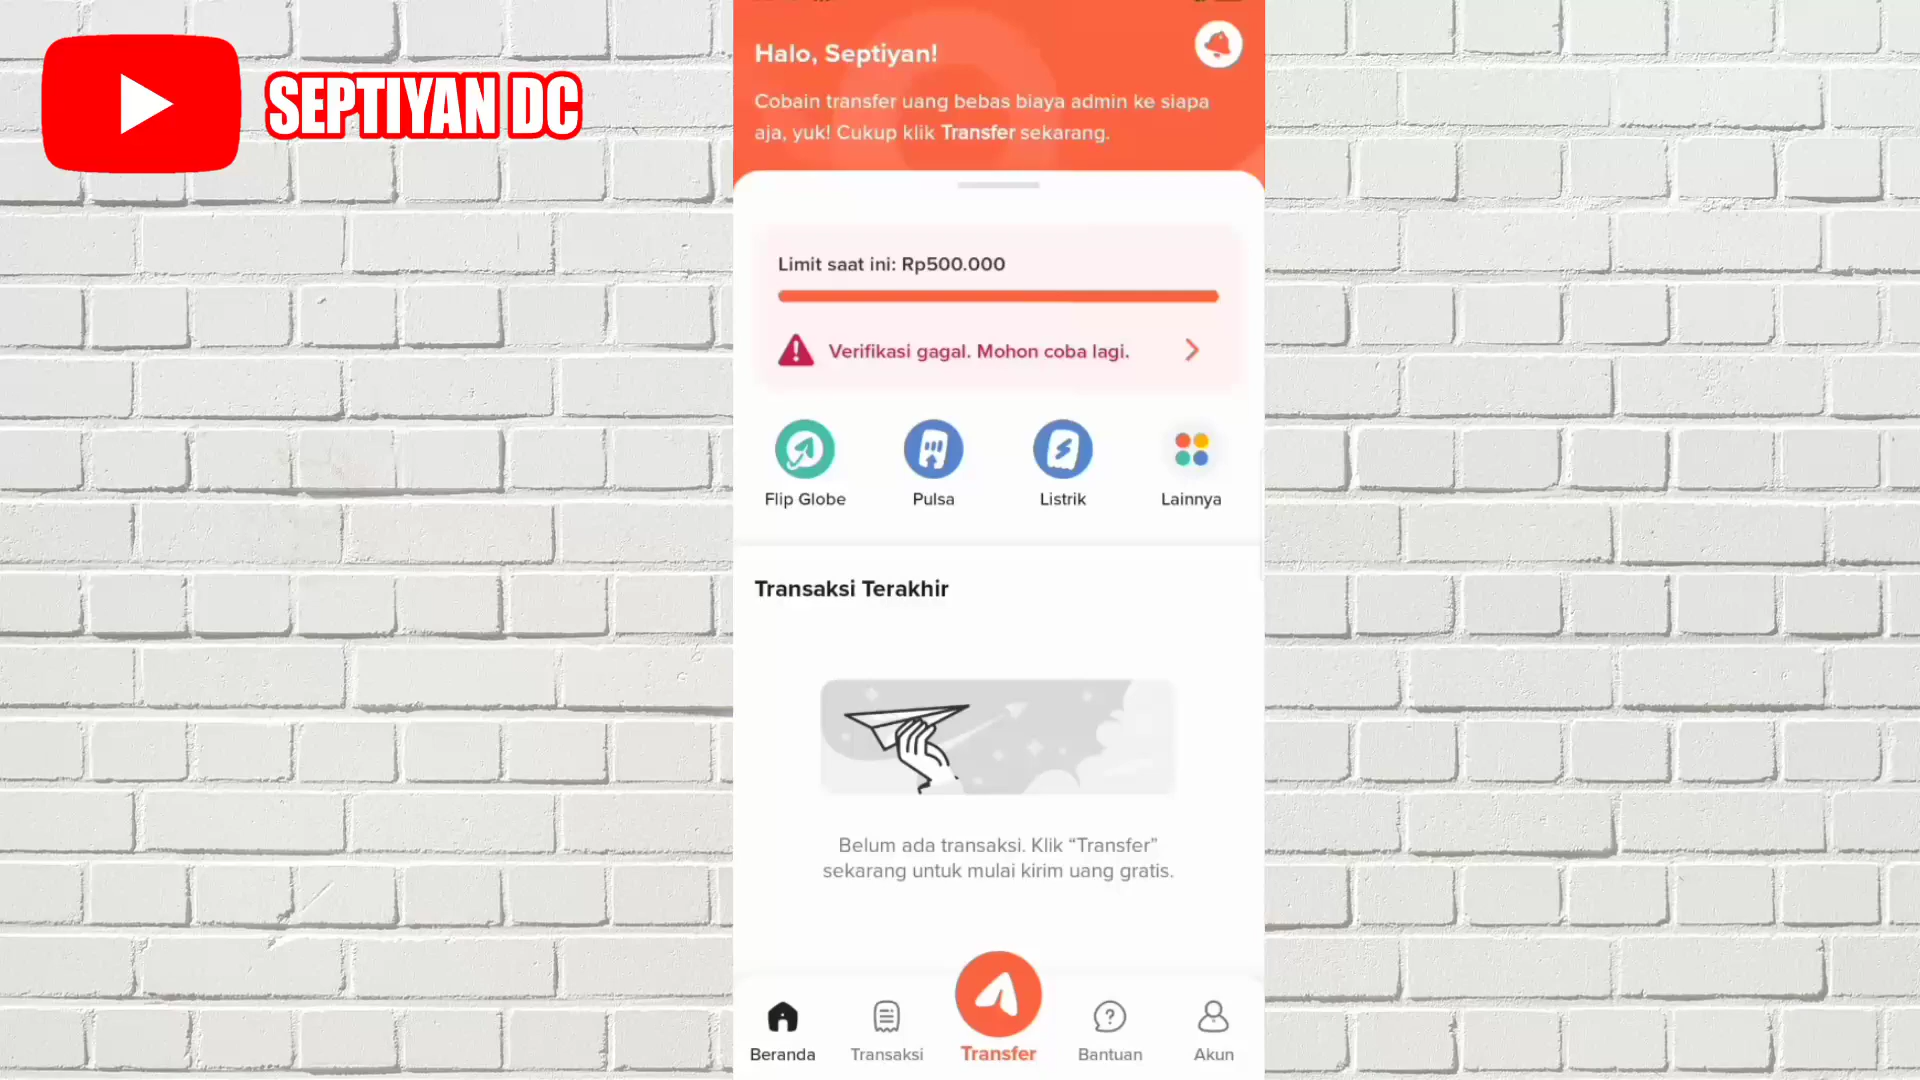 SEPTIYAN DC
Halo, Septiyan!
Cobain transfer uang bebas biaya admin ke siapa
aja, yuk! Cukup klik Transfer sekarang.
Limit saat ini: Rp500.000
Verifikasi gagal. Mohon coba lagi.
Flip Globe
Pulsa
Listrik
Lainnya
Transaksi Terakhir
Belum ada transaksi. Klik “Transfer”
sekarang untuk mulai kirim uang gratis.
Beranda
Transaksi
Transfer
Bantuan
Akun